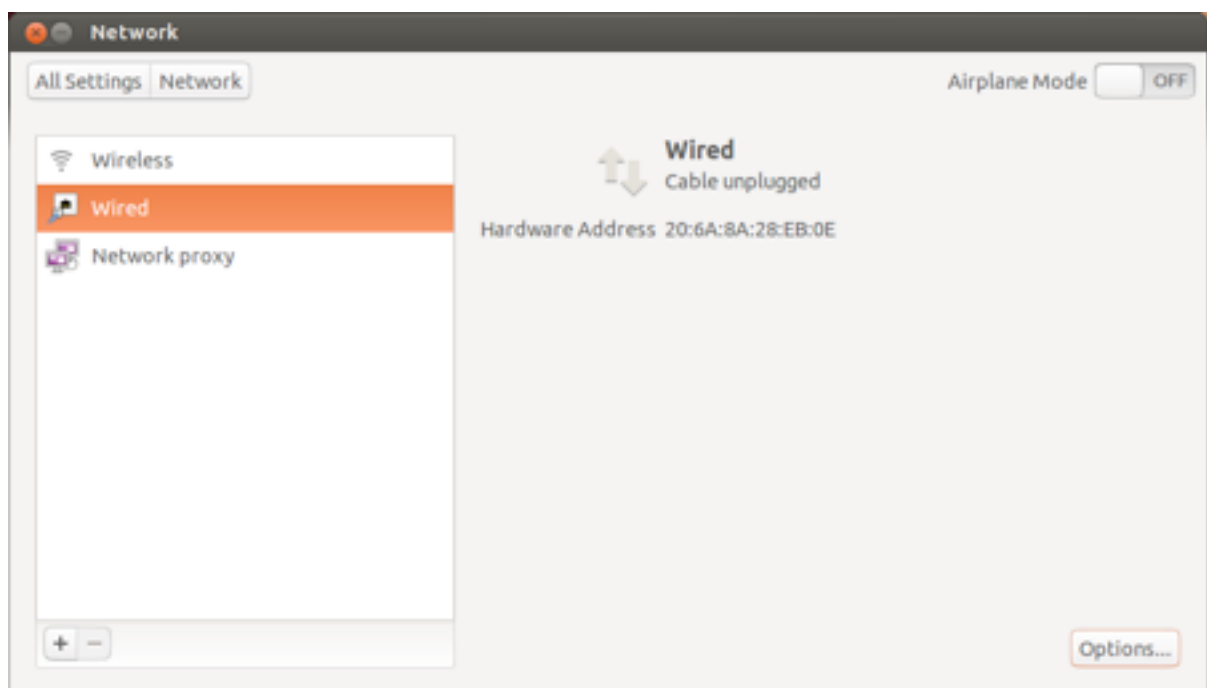 Network
All Settings Network
Airplane Mode OFF
Wireless
Wired
Network proxy
Wired
Cable unplugged
Hardware Address 20:6A:8A:28:EB:0E
+ −
Options...